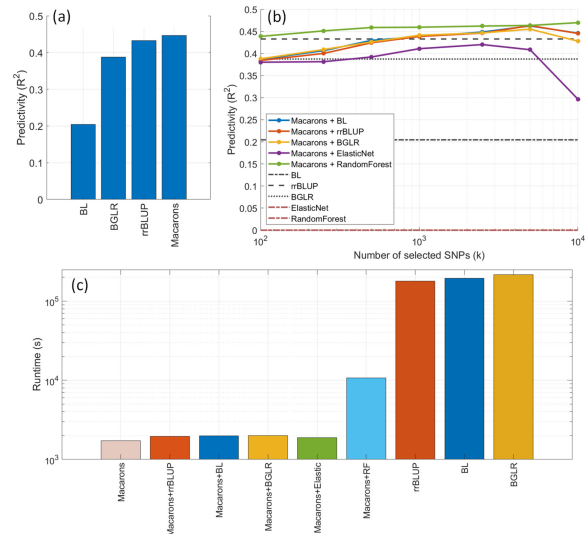 (a)
Predictivity (R²)
0.5
0.4
0.3
0.2
0.1
0
BL
BGLR
rrBLUP
Macarons
(b)
Predictivity (R²)
0.5
0.45
0.4
0.35
0.3
0.25
0.2
0.15
0.1
0.05
0
Macarons + BL
Macarons + rrBLUP
Macarons + BGLR
Macarons + ElasticNet
Macarons + RandomForest
BL
rrBLUP
BGLR
ElasticNet
RandomForest
10² 10³ 10⁴
Number of selected SNPs (k)
(c)
Runtime (s)
10⁵
10⁴
10³
Macarons
Macarons+rrBLUP
Macarons+BL
Macarons+BGLR
Macarons+Elastic
Macarons+RF
rrBLUP
BL
BGLR